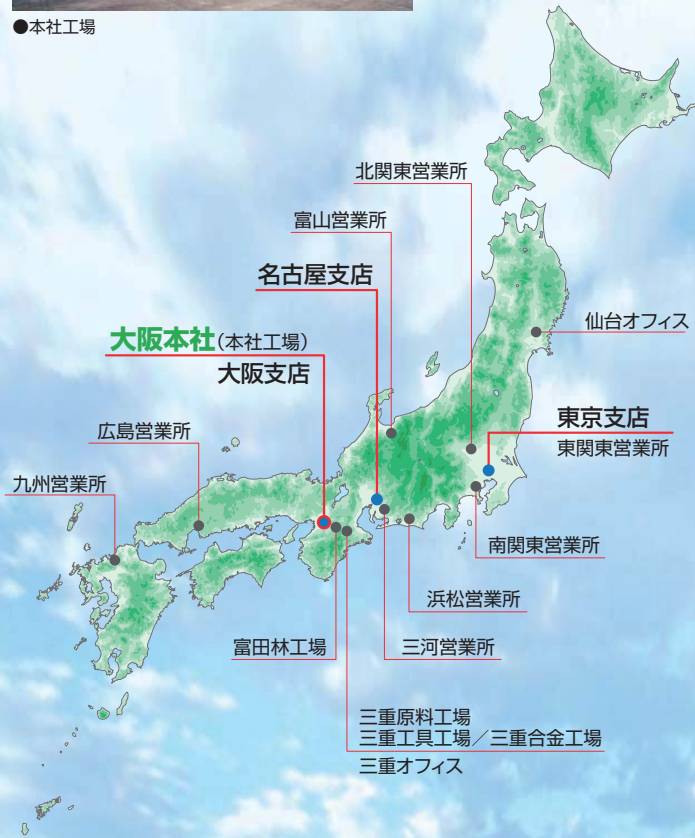 ●本社工場
北関東営業所
富山営業所
名古屋支店
仙台オフィス
大阪本社(本社工場)
大阪支店
東京支店
東関東営業所
広島営業所
九州営業所
南関東営業所
浜松営業所
富田林工場
三河営業所
三重原料工場
三重工具工場／三重合金工場
三重オフィス